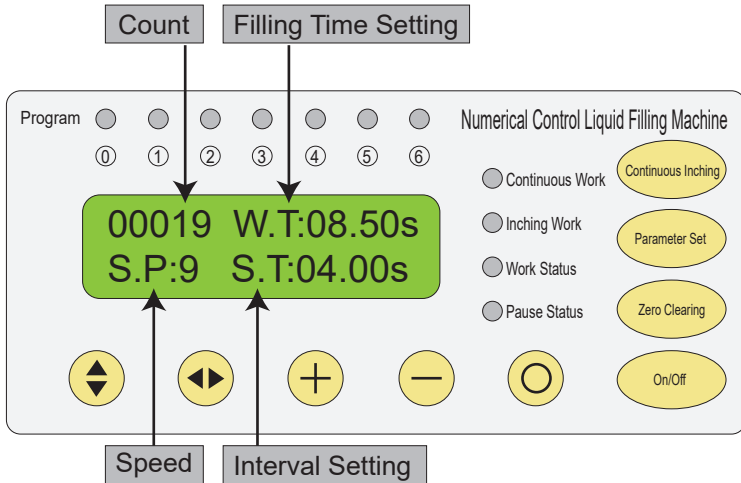 Count Filling Time Setting
Program
Numerical Control Liquid Filling Machine
0 1 2 3 4 5 6
Continuous Work
Inching Work
Work Status
Pause Status
Continuous Inching
Parameter Set
Zero Clearing
On/Off
00019 W.T:08.50s
S.P:9 S.T:04.00s
Speed Interval Setting